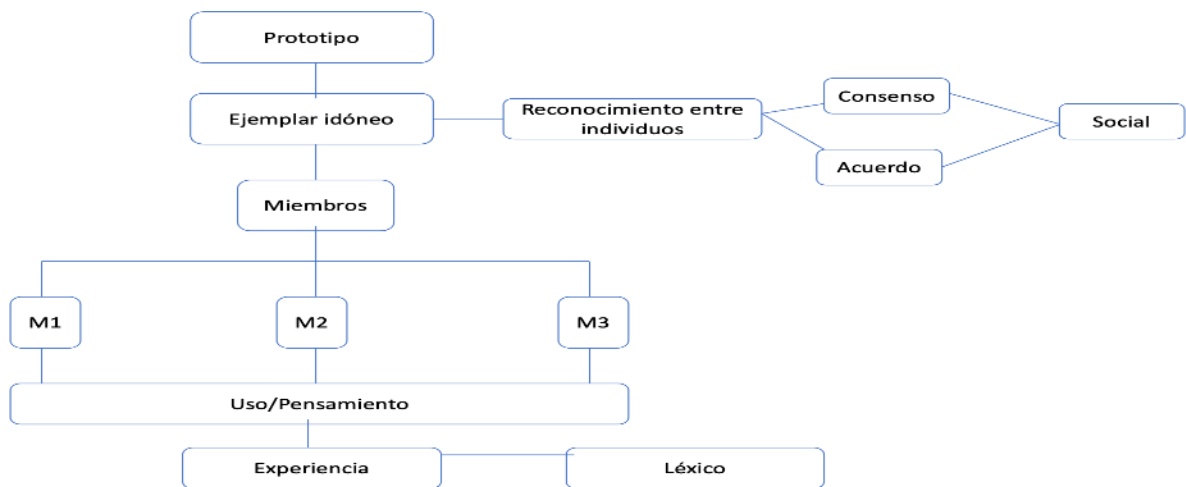 Prototipo
Ejemplar idóneo
Reconocimiento entre
individuos
Consenso
Acuerdo
Social
Miembros
M1
M2
M3
Uso/Pensamiento
Experiencia
Léxico